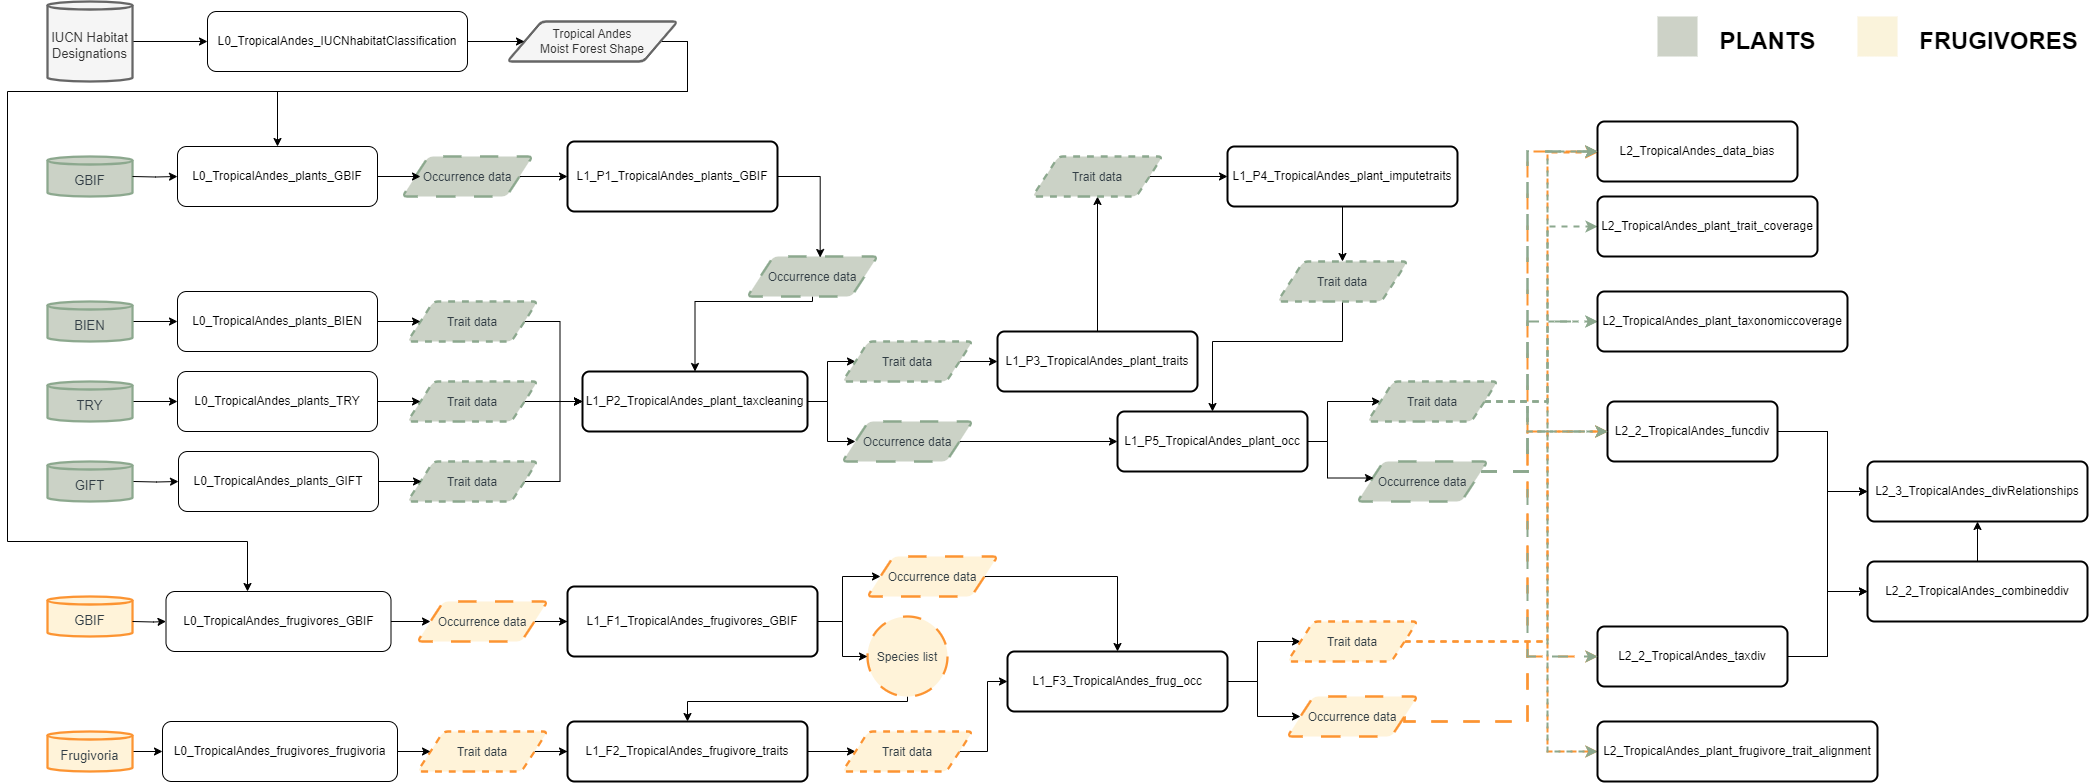 IUCN Habitat
Designations
L0_TropicalAndes_IUCNhabitatClassification
Tropical Andes
Moist Forest Shape
PLANTS
FRUGIVORES
GBIF
L0_TropicalAndes_plants_GBIF
Occurrence data
L1_P1_TropicalAndes_plants_GBIF
Trait data
L1_P4_TropicalAndes_plant_imputetraits
L2_TropicalAndes_data_bias
L2_TropicalAndes_plant_trait_coverage
Occurrence data
Trait data
BIEN
L0_TropicalAndes_plants_BIEN
Trait data
L2_TropicalAndes_plant_taxonomiccoverage
Trait data
L1_P3_TropicalAndes_plant_traits
TRY
L0_TropicalAndes_plants_TRY
Trait data
L1_P2_TropicalAndes_plant_taxcleaning
Trait data
Occurrence data
L1_P5_TropicalAndes_plant_occ
L2_2_TropicalAndes_funcdiv
GIFT
L0_TropicalAndes_plants_GIFT
Trait data
Occurrence data
L2_3_TropicalAndes_divRelationships
Occurrence data
L2_2_TropicalAndes_combineddiv
GBIF
L0_TropicalAndes_frugivores_GBIF
Occurrence data
L1_F1_TropicalAndes_frugivores_GBIF
Species list
Trait data
L2_2_TropicalAndes_taxdiv
L1_F3_TropicalAndes_frug_occ
Occurrence data
Frugivoria
L0_TropicalAndes_frugivores_frugivoria
Trait data
L1_F2_TropicalAndes_frugivore_traits
Trait data
L2_TropicalAndes_plant_frugivore_trait_alignment